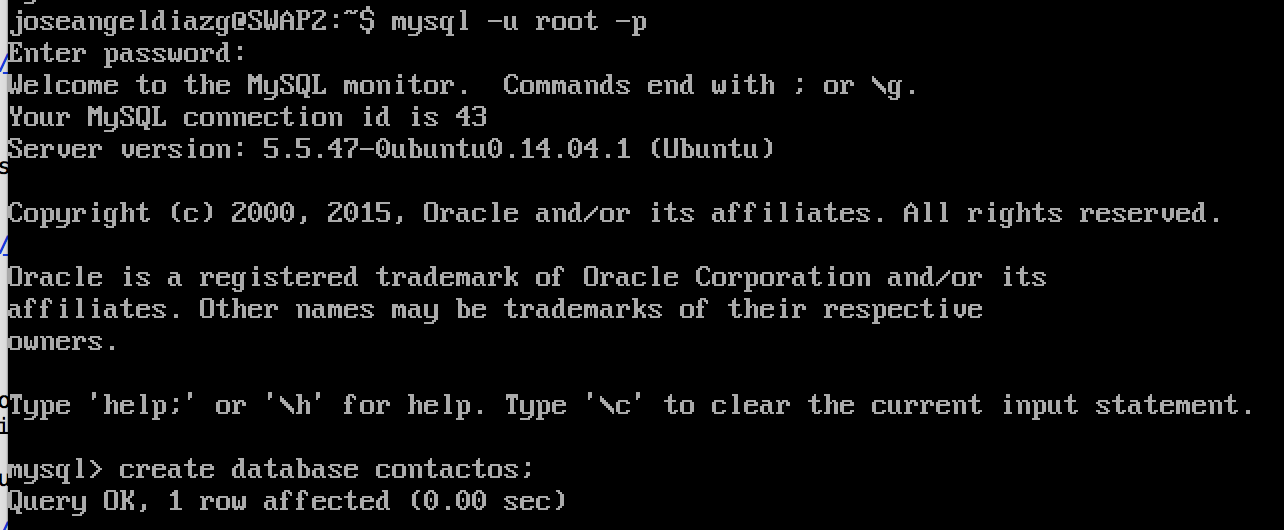 joseangeldiazg@SWAP2:~$ mysql -u root -p
Enter password:
Welcome to the MySQL monitor.  Commands end with ; or \g.
Your MySQL connection id is 43
Server version: 5.5.47-0ubuntu0.14.04.1 (Ubuntu)
Copyright (c) 2000, 2015, Oracle and/or its affiliates. All rights reserved.
Oracle is a registered trademark of Oracle Corporation and/or its
affiliates. Other names may be trademarks of their respective
owners.
Type 'help;' or '\h' for help. Type '\c' to clear the current input statement.
mysql> create database contactos;
Query OK, 1 row affected (0.00 sec)